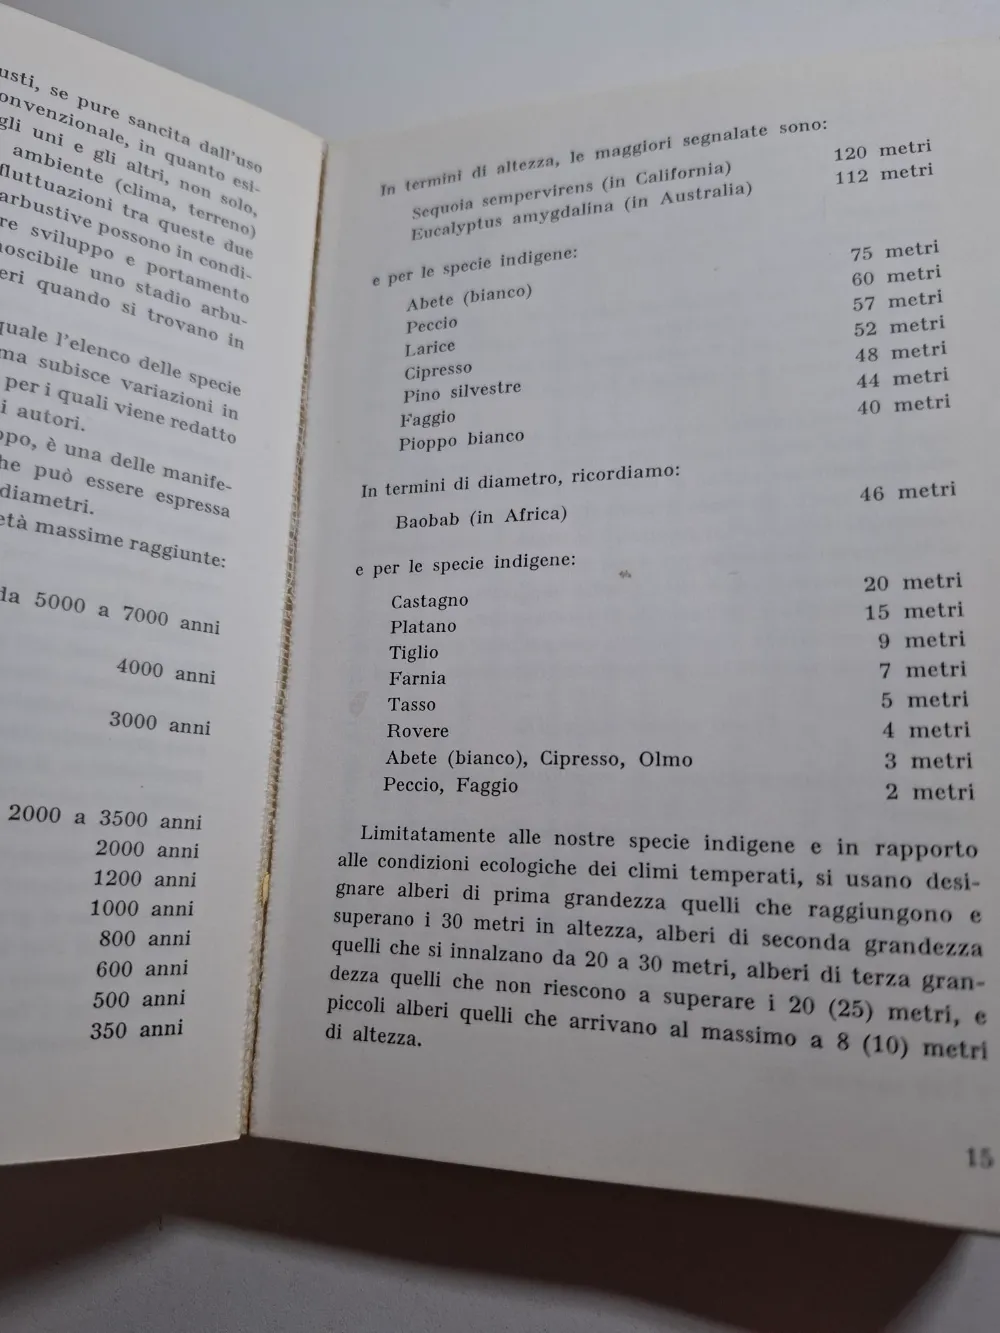 usti, se pure sancita dall'uso
onvenzionale, in quanto esi-
gli uni e gli altri, non solo,
ambiente (clima, terreno)
fluttuazioni tra queste due
arbustive possono in condi-
re sviluppo e portamento
noscibile uno stadio arbu-
eri quando si trovano in
quale l'elenco delle specie
ma subisce variazioni in
per i quali viene redatto
i autori.
ppo, è una delle manife-
he può essere espressa
diametri.
età massime raggiunte:
da 5000 a 7000 anni
4000 anni
3000 anni
2000 a 3500 anni
2000 anni
1200 anni
1000 anni
800 anni
600 anni
500 anni
350 anni
In termini di altezza, le maggiori segnalate sono:
Sequoia sempervirens (in California) 120 metri
Eucalyptus amygdalina (in Australia) 112 metri
e per le specie indigene:
Abete (bianco) 75 metri
Peccio 60 metri
Larice 57 metri
Cipresso 52 metri
Pino silvestre 48 metri
Faggio 44 metri
Pioppo bianco 40 metri
In termini di diametro, ricordiamo:
Baobab (in Africa) 46 metri
e per le specie indigene:
Castagno 20 metri
Platano 15 metri
Tiglio 9 metri
Farnia 7 metri
Tasso 5 metri
Rovere 4 metri
Abete (bianco), Cipresso, Olmo 3 metri
Peccio, Faggio 2 metri
Limitatamente alle nostre specie indigene e in rapporto
alle condizioni ecologiche dei climi temperati, si usano desi-
gnare alberi di prima grandezza quelli che raggiungono e
superano i 30 metri in altezza, alberi di seconda grandezza
quelli che si innalzano da 20 a 30 metri, alberi di terza gran-
dezza quelli che non riescono a superare i 20 (25) metri, e
piccoli alberi quelli che arrivano al massimo a 8 (10) metri
di altezza.
15